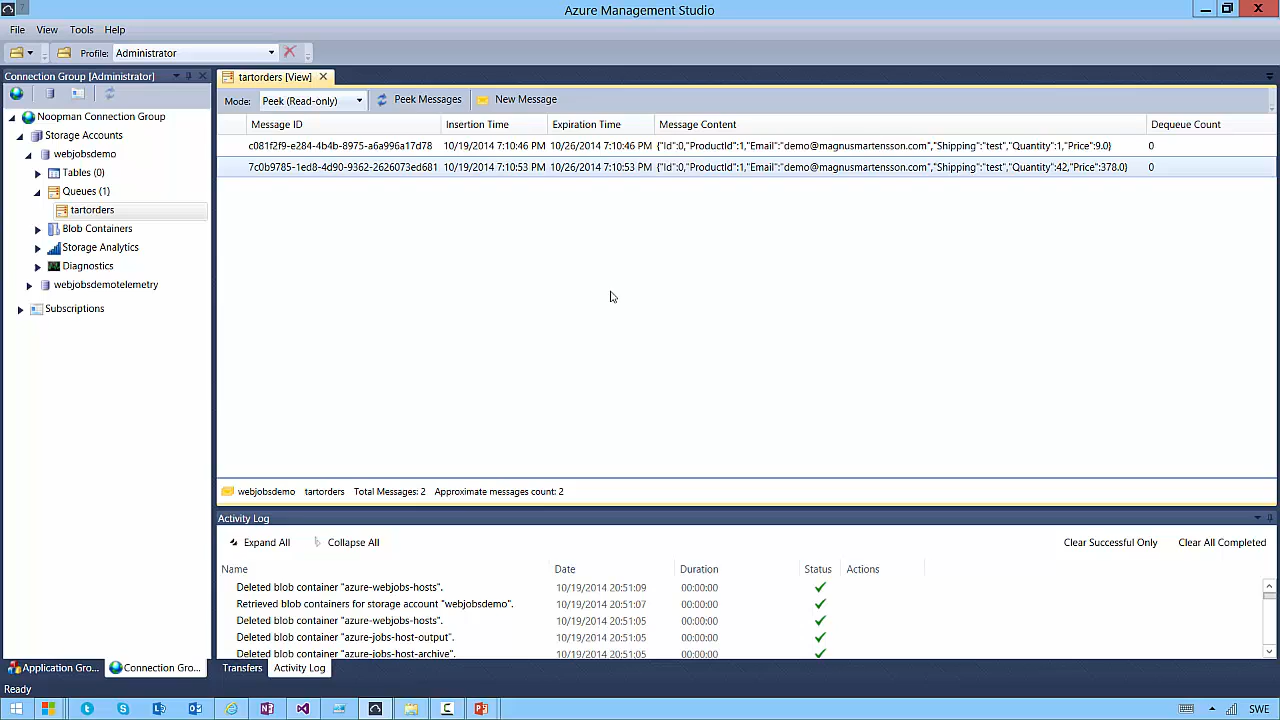 Azure Management Studio
File View Tools Help
Profile: Administrator
Connection Group [Administrator]
tartorders [View]
Mode: Peek (Read-only) Peek Messages New Message
Message ID Insertion Time Expiration Time Message Content Dequeue Count
c081f2f9-e284-4b4b-8975-a6a996a17d78 10/19/2014 7:10:46 PM 10/26/2014 7:10:46 PM {"Id":0,"ProductId":1,"Email":"demo@magnusmartensson.com","Shipping":"test","Quantity":1,"Price":9.0} 0
7c0b9785-1ed8-4d90-9362-2626073ed681 10/19/2014 7:10:53 PM 10/26/2014 7:10:53 PM {"Id":0,"ProductId":1,"Email":"demo@magnusmartensson.com","Shipping":"test","Quantity":42,"Price":378.0} 0
Noopman Connection Group
Storage Accounts
webjobsdemo
Tables (0)
Queues (1)
tartorders
Blob Containers
Storage Analytics
Diagnostics
webjobsdemotelemetry
Subscriptions
webjobsdemo tartorders Total Messages: 2 Approximate messages count: 2
Activity Log
Expand All Collapse All Clear Successful Only Clear All Completed
Name Date Duration Status Actions
Deleted blob container "azure-webjobs-hosts". 10/19/2014 20:51:09 00:00:00
Retrieved blob containers for storage account "webjobsdemo". 10/19/2014 20:51:07 00:00:00
Deleted blob container "azure-webjobs-hosts". 10/19/2014 20:51:05 00:00:00
Deleted blob container "azure-jobs-host-output". 10/19/2014 20:51:05 00:00:00
Deleted blob container "azure-jobs-host-archive". 10/19/2014 20:51:05 00:00:00
Application Gro... Connection Gro... Transfers Activity Log
Ready
SWE